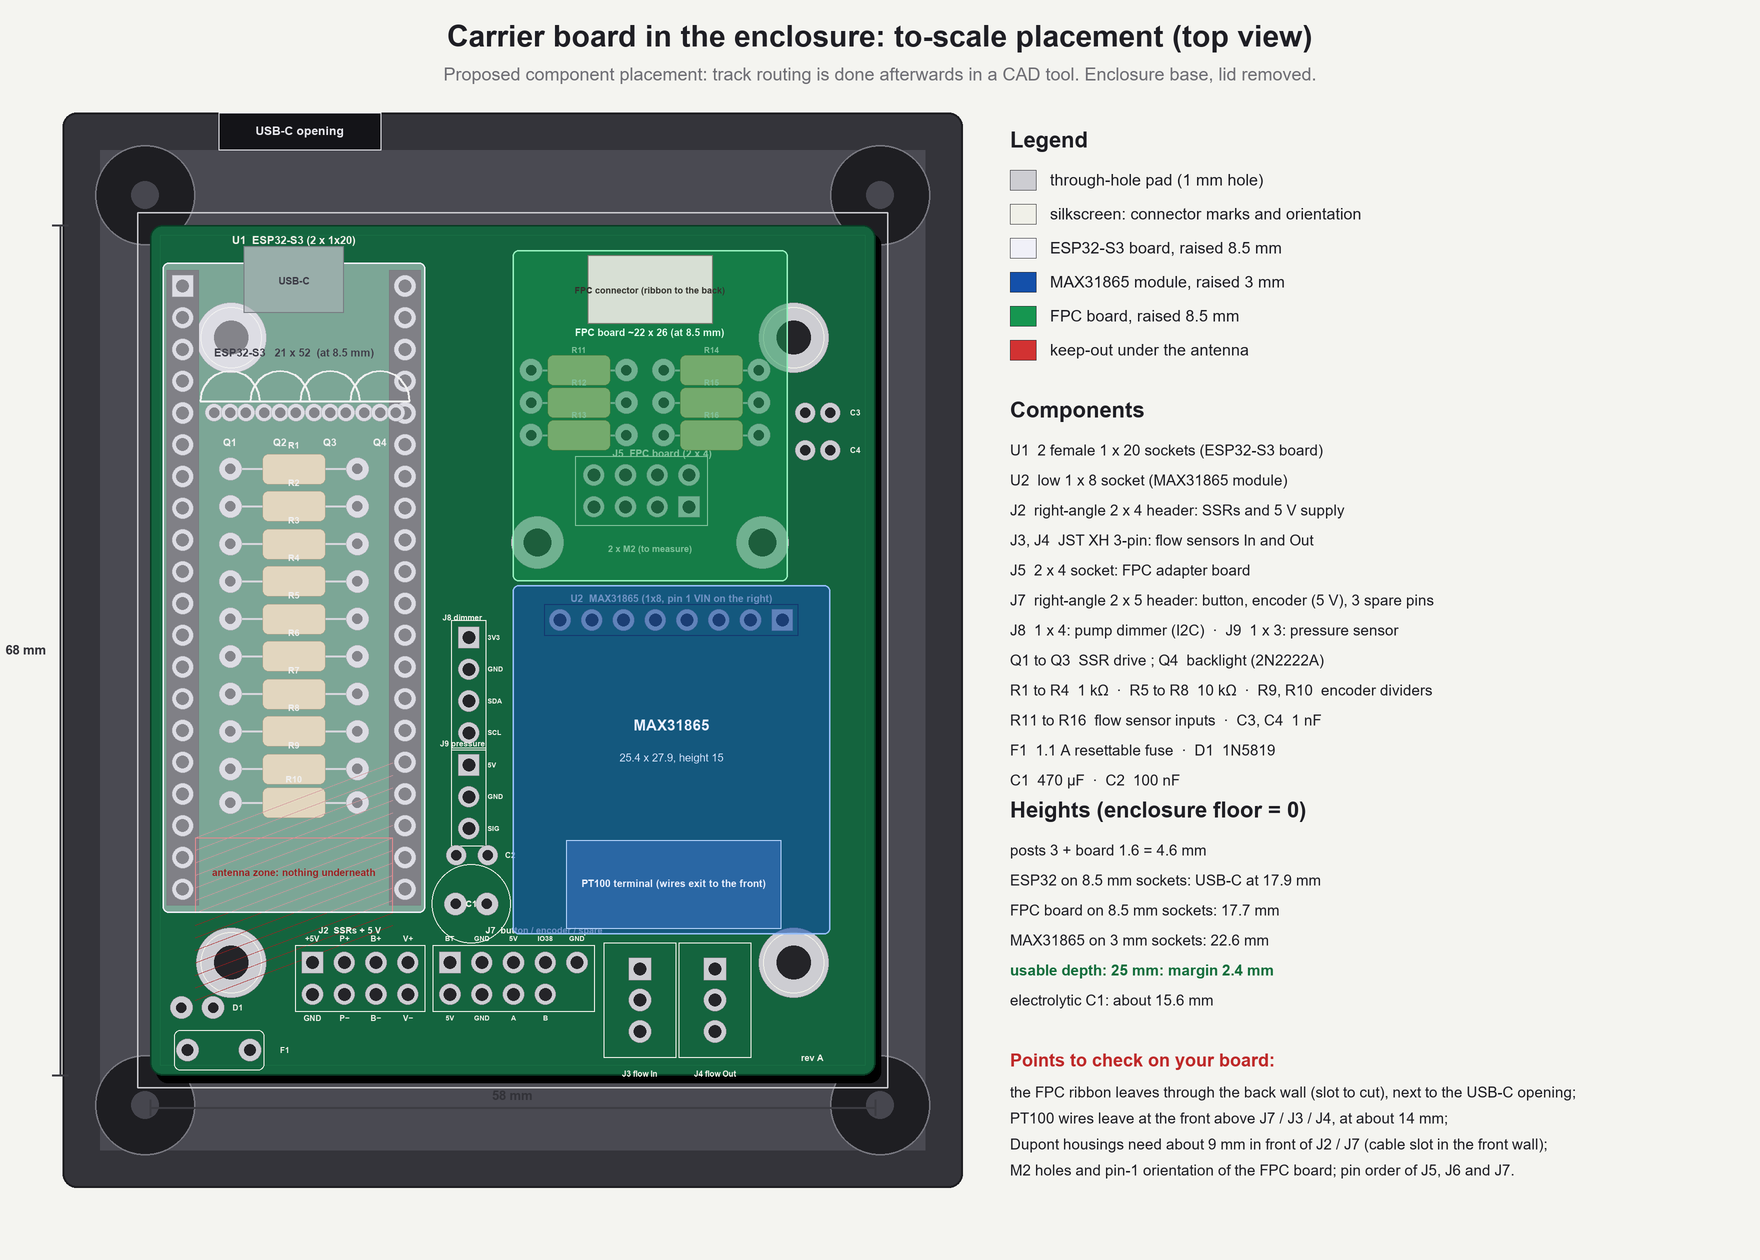 Carrier board in the enclosure: to-scale placement (top view)
Proposed component placement: track routing is done afterwards in a CAD tool. Enclosure base, lid removed.
USB-C opening
U1 ESP32-S3 (2 x 1x20)
USB-C
ESP32-S3 21 x 52 (at 8.5 mm)
Q1
Q2
Q3
Q4
R1
R2
R3
R4
R5
R6
R7
R8
R9
R10
antenna zone: nothing underneath
FPC connector (ribbon to the back)
FPC board ~22 x 26 (at 8.5 mm)
R11
R14
R12
R15
R13
R16
J5 FPC board (2 x 4)
2 x M2 (to measure)
C3
C4
U2 MAX31865 (1x8, pin 1 VIN on the right)
MAX31865
25.4 x 27.9, height 15
PT100 terminal (wires exit to the front)
J8 dimmer
3V3
GND
SDA
SCL
J9 pressure
5V
GND
SIG
C2
C1
J2 SSRs + 5 V
+5V P+ B+ V+
GND P− B− V−
J7 button / encoder / spare
BT GND 5V IO38 GND
5V GND A B
D1
F1
J3 flow In
J4 flow Out
rev A
68 mm
58 mm
Legend
through-hole pad (1 mm hole)
silkscreen: connector marks and orientation
ESP32-S3 board, raised 8.5 mm
MAX31865 module, raised 3 mm
FPC board, raised 8.5 mm
keep-out under the antenna
Components
U1 2 female 1 x 20 sockets (ESP32-S3 board)
U2 low 1 x 8 socket (MAX31865 module)
J2 right-angle 2 x 4 header: SSRs and 5 V supply
J3, J4 JST XH 3-pin: flow sensors In and Out
J5 2 x 4 socket: FPC adapter board
J7 right-angle 2 x 5 header: button, encoder (5 V), 3 spare pins
J8 1 x 4: pump dimmer (I2C) · J9 1 x 3: pressure sensor
Q1 to Q3 SSR drive ; Q4 backlight (2N2222A)
R1 to R4 1 kΩ · R5 to R8 10 kΩ · R9, R10 encoder dividers
R11 to R16 flow sensor inputs · C3, C4 1 nF
F1 1.1 A resettable fuse · D1 1N5819
C1 470 µF · C2 100 nF
Heights (enclosure floor = 0)
posts 3 + board 1.6 = 4.6 mm
ESP32 on 8.5 mm sockets: USB-C at 17.9 mm
FPC board on 8.5 mm sockets: 17.7 mm
MAX31865 on 3 mm sockets: 22.6 mm
usable depth: 25 mm: margin 2.4 mm
electrolytic C1: about 15.6 mm
Points to check on your board:
the FPC ribbon leaves through the back wall (slot to cut), next to the USB-C opening;
PT100 wires leave at the front above J7 / J3 / J4, at about 14 mm;
Dupont housings need about 9 mm in front of J2 / J7 (cable slot in the front wall);
M2 holes and pin-1 orientation of the FPC board; pin order of J5, J6 and J7.